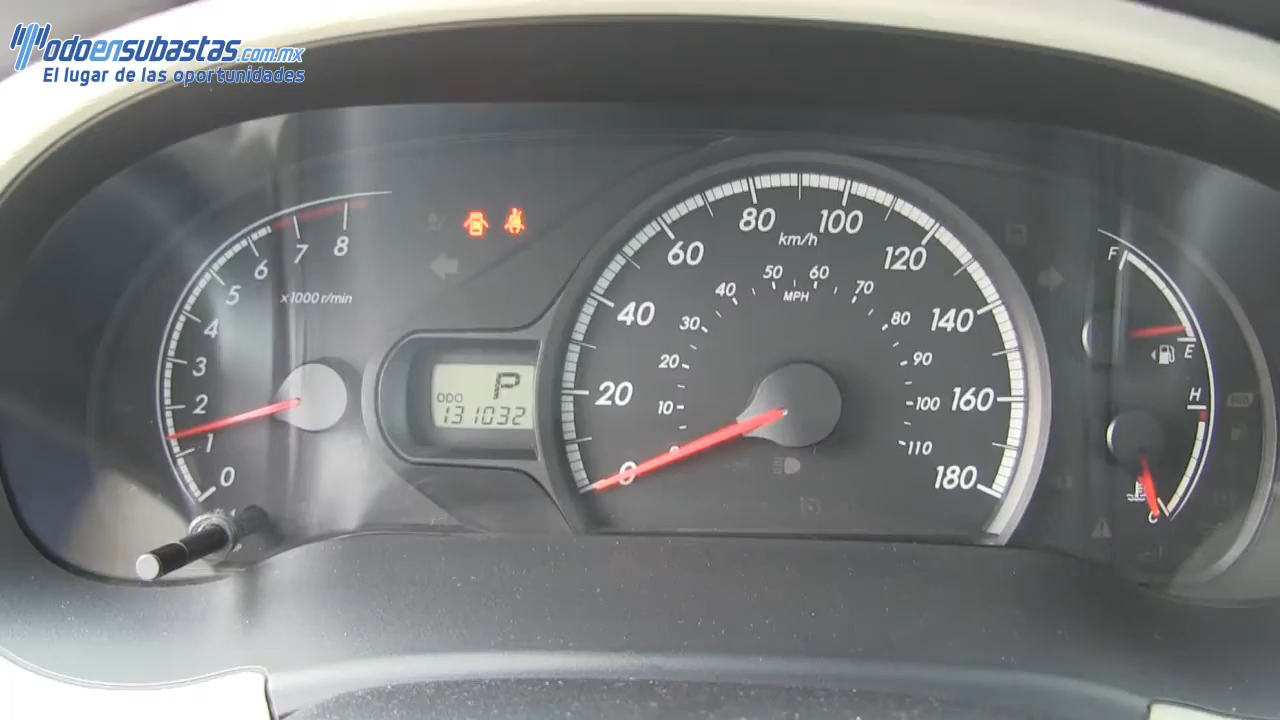 Todoensubastas.com.mx
El lugar de las oportunidades
8
7
6
5
4
3
2
1
0
x1000 r/min
P
ODO
131032
0
20
40
60
80
100
120
140
160
180
km/h
0
10
20
30
40
50
60
70
80
90
100
110
MPH
F
E
H
C